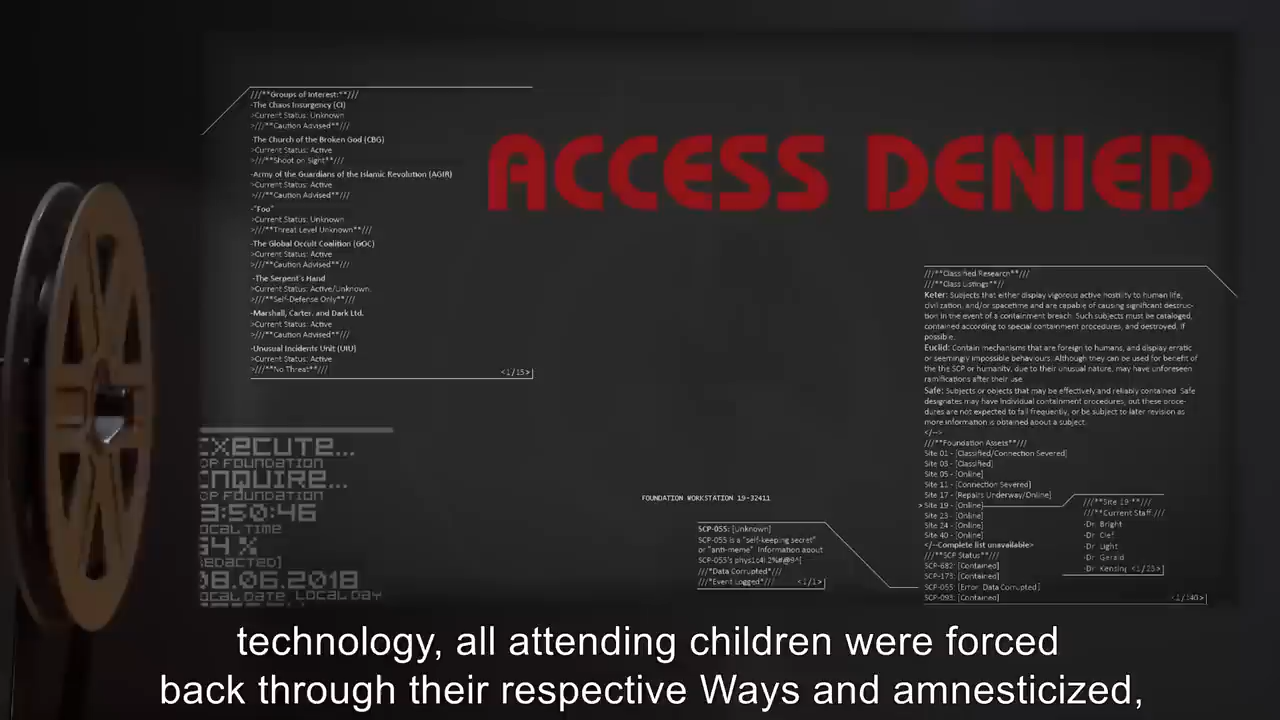 ///**Groups of Interest:**///
-The Chaos Insurgency (CI)
>Current Status: Unknown
>///**Caution Advised**///
-The Church of the Broken God (CBG)
>Current Status: Active
>///**Shoot on Sight**///
-Army of the Guardians of the Islamic Revolution (AGIR)
>Current Status: Active
>///**Caution Advised**///
-"Foo"
>Current Status: Unknown
>///**Threat Level Unknown**///
-The Global Occult Coalition (GOC)
>Current Status: Active
>///**Caution Advised**///
-The Serpent's Hand
>Current Status: Active/Unknown.
>///**Self-Defense Only**///
-Marshall, Carter, and Dark Ltd.
>Current Status: Active
>///**Caution Advised**///
-Unusual Incidents Unit (UIU)
>Current Status: Active
>///**No Threat**///
<1/15>
ACCESS DENIED
///**Classified Research**///
///**Class Listings**//
Keter: Subjects that either display vigorous active hostility to human life,
civilization, and/or spacetime and are capable of causing significant destruc-
tion in the event of a containment breach. Such subjects must be cataloged,
contained according to special containment procedures, and destroyed, if
possible.
Euclid: Contain mechanisms that are foreign to humans, and display erratic
or seemingly impossible behaviours. Although they can be used for benefit of
the the SCP or humanity, due to their unusual nature, may have unforeseen
ramifications after their use
Safe: Subjects or objects that may be effectively and reliably contained. Safe
designates may have individual containment procedures, but these proce-
dures are not expected to fail frequently, or be subject to later revision as
more information is obtained about a subject.
</-->
///**Foundation Assets**///
Site 01 - [Classified/Connection Severed]
Site 03 - [Classified]
Site 05 - [Online]
Site 11 - [Connection Severed]
Site 17 - [Repairs Underway/Online]
>Site 19 - [Online]
Site 23 - [Online]
Site 24 - [Online]
Site 40 - [Online]
</--Complete list unavailable>
///**SCP Status**///
SCP-682: [Contained]
SCP-173: [Contained]
SCP-055: [Error: Data Corrupted]
SCP-093: [Contained]
<1/140>
///**Site 19:**///
///**Current Staff:///
-Dr. Bright
-Dr. Clef
-Dr. Light
-Dr. Gerald
-Dr. Kensing <1/25>
EXECUTE...
OP FOUNDATION
ENQUIRE...
OP FOUNDATION
3:50:46
OCAL TIME
64 %
[REDACTED]
08.06.2018
OCAL DATE LOCAL DAY
FOUNDATION WORKSTATION 19-32411
SCP-055: [Unknown]
SCP-055 is a "self-keeping secret"
or "anti-meme" Information about
///**Data Corrupted*///
///*Event Logged*/// <1/1>
technology, all attending children were forced
back through their respective Ways and amnesticized,